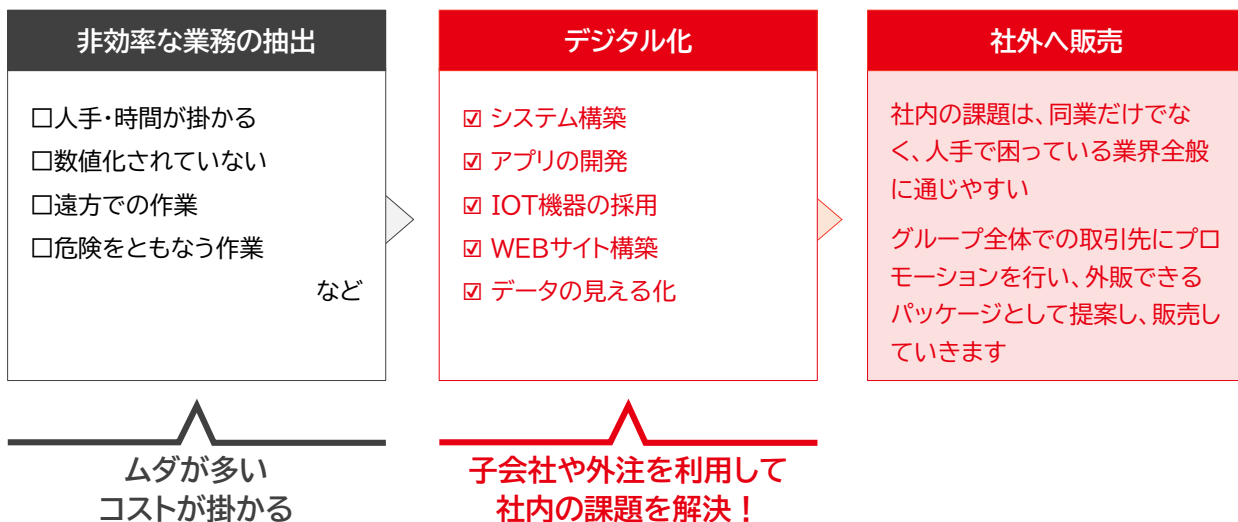 非効率な業務の抽出
□人手・時間が掛かる
□数値化されていない
□遠方での作業
□危険をともなう作業
など
ムダが多い
コストが掛かる
デジタル化
☑ システム構築
☑ アプリの開発
☑ IOT機器の採用
☑ WEBサイト構築
☑ データの見える化
子会社や外注を利用して
社内の課題を解決！
社外へ販売
社内の課題は、同業だけでな
く、人手で困っている業界全般
に通じやすい
グループ全体での取引先にプロ
モーションを行い、外販できる
パッケージとして提案し、販売し
ていきます